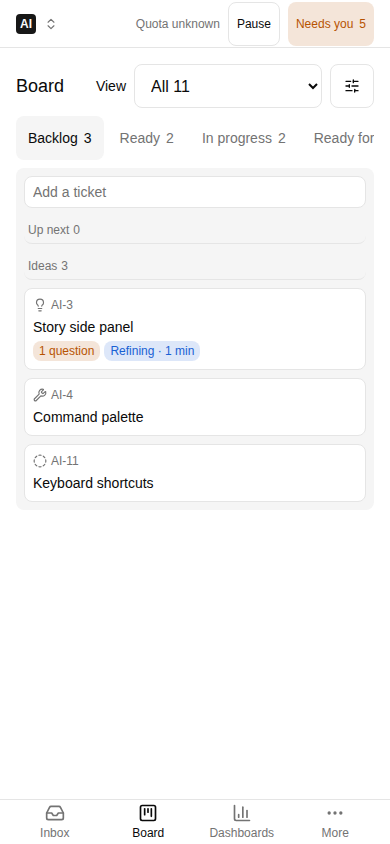 AI Quota unknown Pause Needs you 5
Board View All 11
Backlog 3 Ready 2 In progress 2 Ready for
Add a ticket
Up next 0
Ideas 3
AI-3
Story side panel
1 question Refining · 1 min
AI-4
Command palette
AI-11
Keyboard shortcuts
Inbox Board Dashboards More